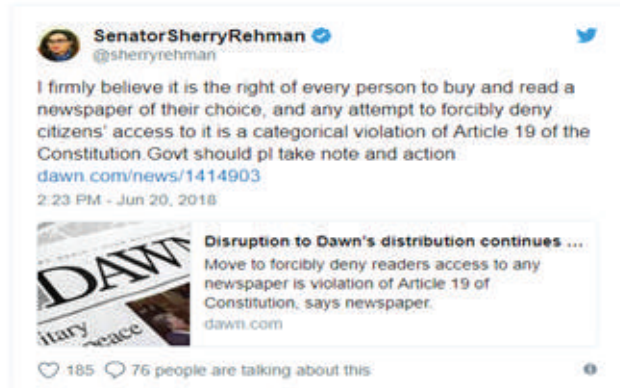 SenatorSherryRehman
@sherryrehman
I firmly believe it is the right of every person to buy and read a
newspaper of their choice, and any attempt to forcibly deny
citizens' access to it is a categorical violation of Article 19 of the
Constitution.Govt should pl take note and action
dawn.com/news/1414903
2:23 PM - Jun 20, 2018
DAWN
itary
peace
Disruption to Dawn's distribution continues ...
Move to forcibly deny readers access to any
newspaper is violation of Article 19 of
Constitution, says newspaper.
dawn.com
185 76 people are talking about this